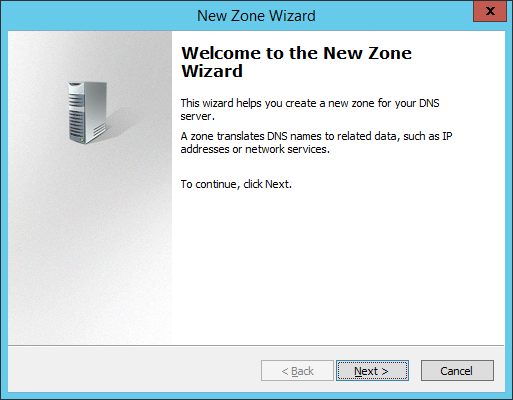 New Zone Wizard
X
Welcome to the New Zone
Wizard
This wizard helps you create a new zone for your DNS
server.
A zone translates DNS names to related data, such as IP
addresses or network services.
To continue, click Next.
< Back
Next >
Cancel